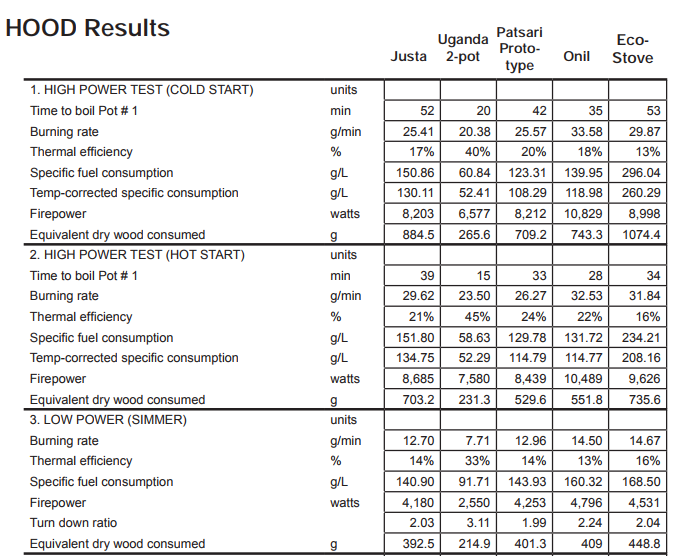 HOOD Results
Justa Uganda 2-pot Patsari Proto-type Onil Eco-Stove
1. HIGH POWER TEST (COLD START) units
Time to boil Pot # 1 min 52 20 42 35 53
Burning rate g/min 25.41 20.38 25.57 33.58 29.87
Thermal efficiency % 17% 40% 20% 18% 13%
Specific fuel consumption g/L 150.86 60.84 123.31 139.95 296.04
Temp-corrected specific consumption g/L 130.11 52.41 108.29 118.98 260.29
Firepower watts 8,203 6,577 8,212 10,829 8,998
Equivalent dry wood consumed g 884.5 265.6 709.2 743.3 1074.4
2. HIGH POWER TEST (HOT START) units
Time to boil Pot # 1 min 39 15 33 28 34
Burning rate g/min 29.62 23.50 26.27 32.53 31.84
Thermal efficiency % 21% 45% 24% 22% 16%
Specific fuel consumption g/L 151.80 58.63 129.78 131.72 234.21
Temp-corrected specific consumption g/L 134.75 52.29 114.79 114.77 208.16
Firepower watts 8,685 7,580 8,439 10,489 9,626
Equivalent dry wood consumed g 703.2 231.3 529.6 551.8 735.6
3. LOW POWER (SIMMER) units
Burning rate g/min 12.70 7.71 12.96 14.50 14.67
Thermal efficiency % 14% 33% 14% 13% 16%
Specific fuel consumption g/L 140.90 91.71 143.93 160.32 168.50
Firepower watts 4,180 2,550 4,253 4,796 4,531
Turn down ratio 2.03 3.11 1.99 2.24 2.04
Equivalent dry wood consumed g 392.5 214.9 401.3 409 448.8